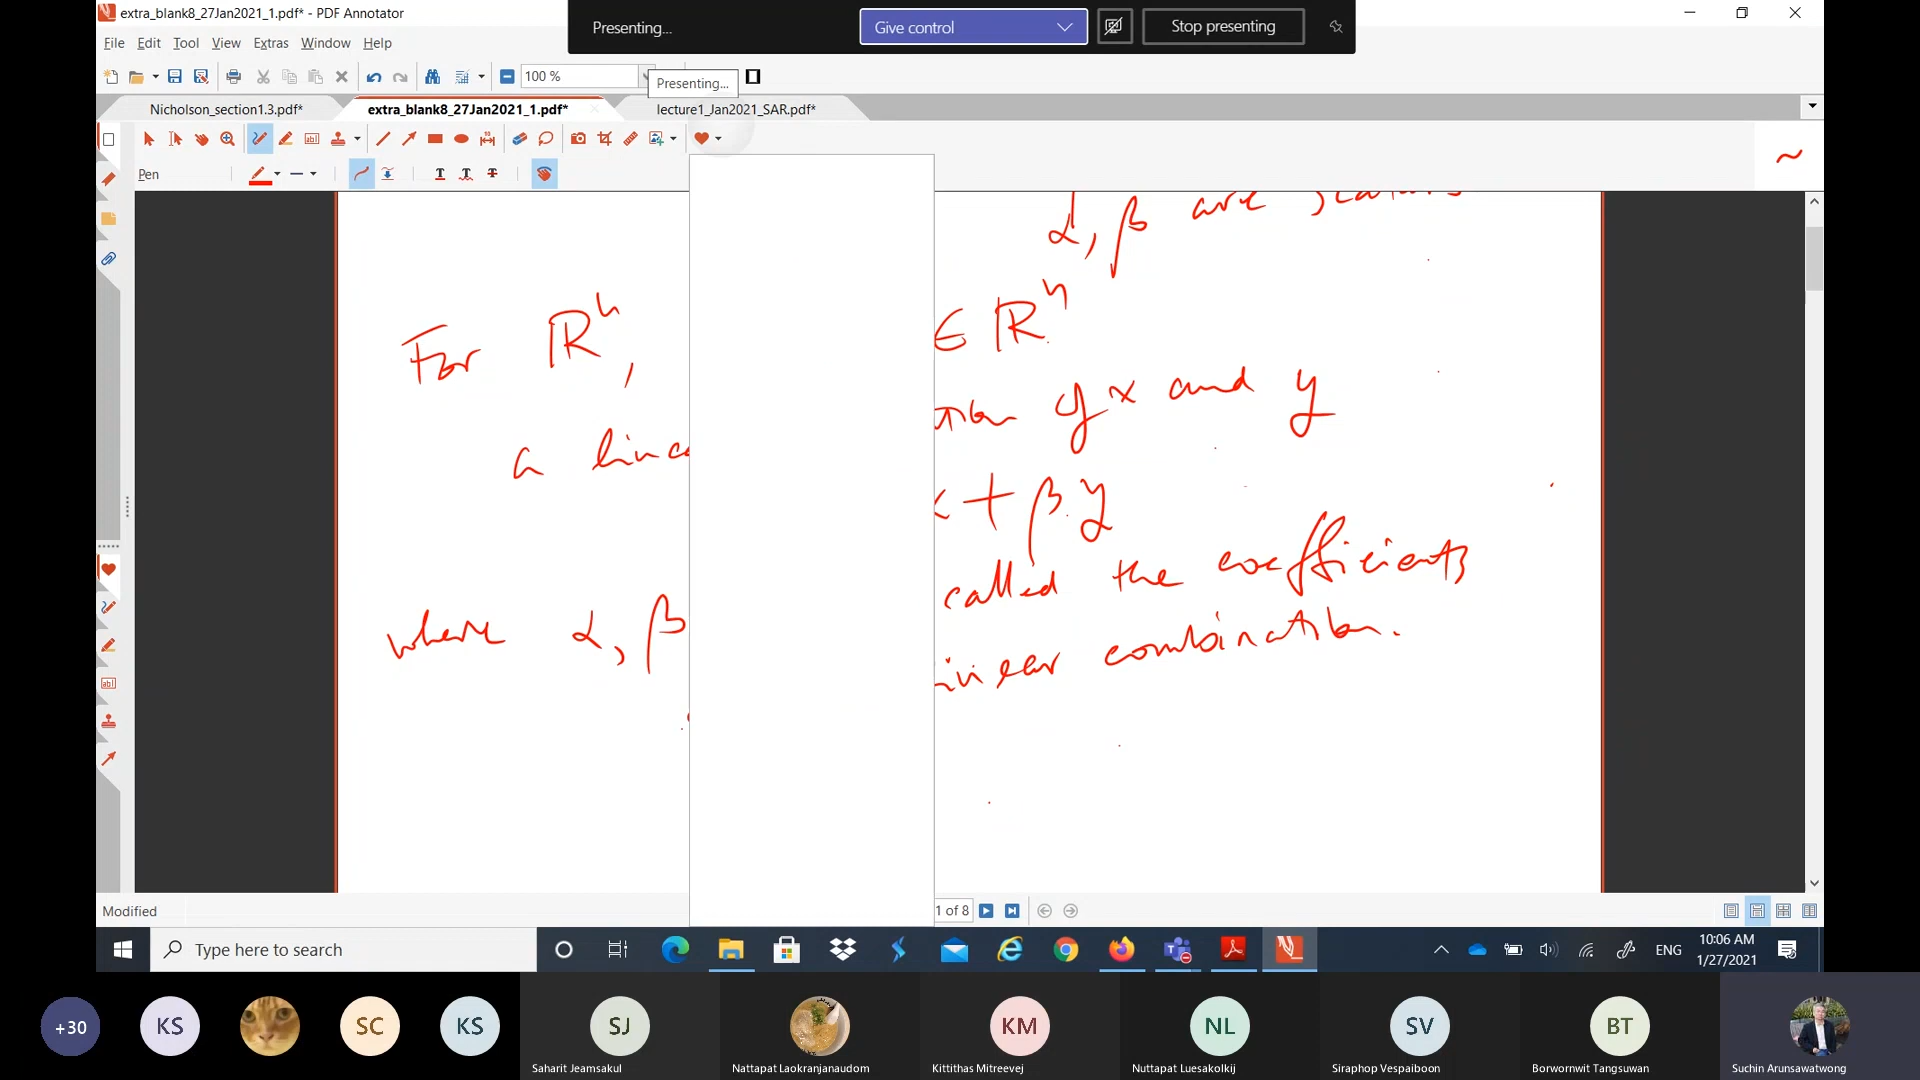 extra_blank8_27Jan2021_1.pdf* - PDF Annotator
Presenting...
Give control
Stop presenting
File Edit Tool View Extras Window Help
100 %
Presenting...
Nicholson_section1.3.pdf*
extra_blank8_27Jan2021_1.pdf*
lecture1_Jan2021_SAR.pdf*
Pen
α, β are
For ℝⁿ, ∈ ℝⁿ
of x and y
a
+ β y
called the coefficients
where α, β
combination.
Modified
1 of 8
Type here to search
ENG
10:06 AM
1/27/2021
+30
KS
SC
KS
SJ
KM
NL
SV
BT
Saharit Jeamsakul
Nattapat Laokranjanaudom
Kittithas Mitreevej
Nuttapat Luesakolkij
Siraphop Vespaiboon
Borwornwit Tangsuwan
Suchin Arunsawatwong